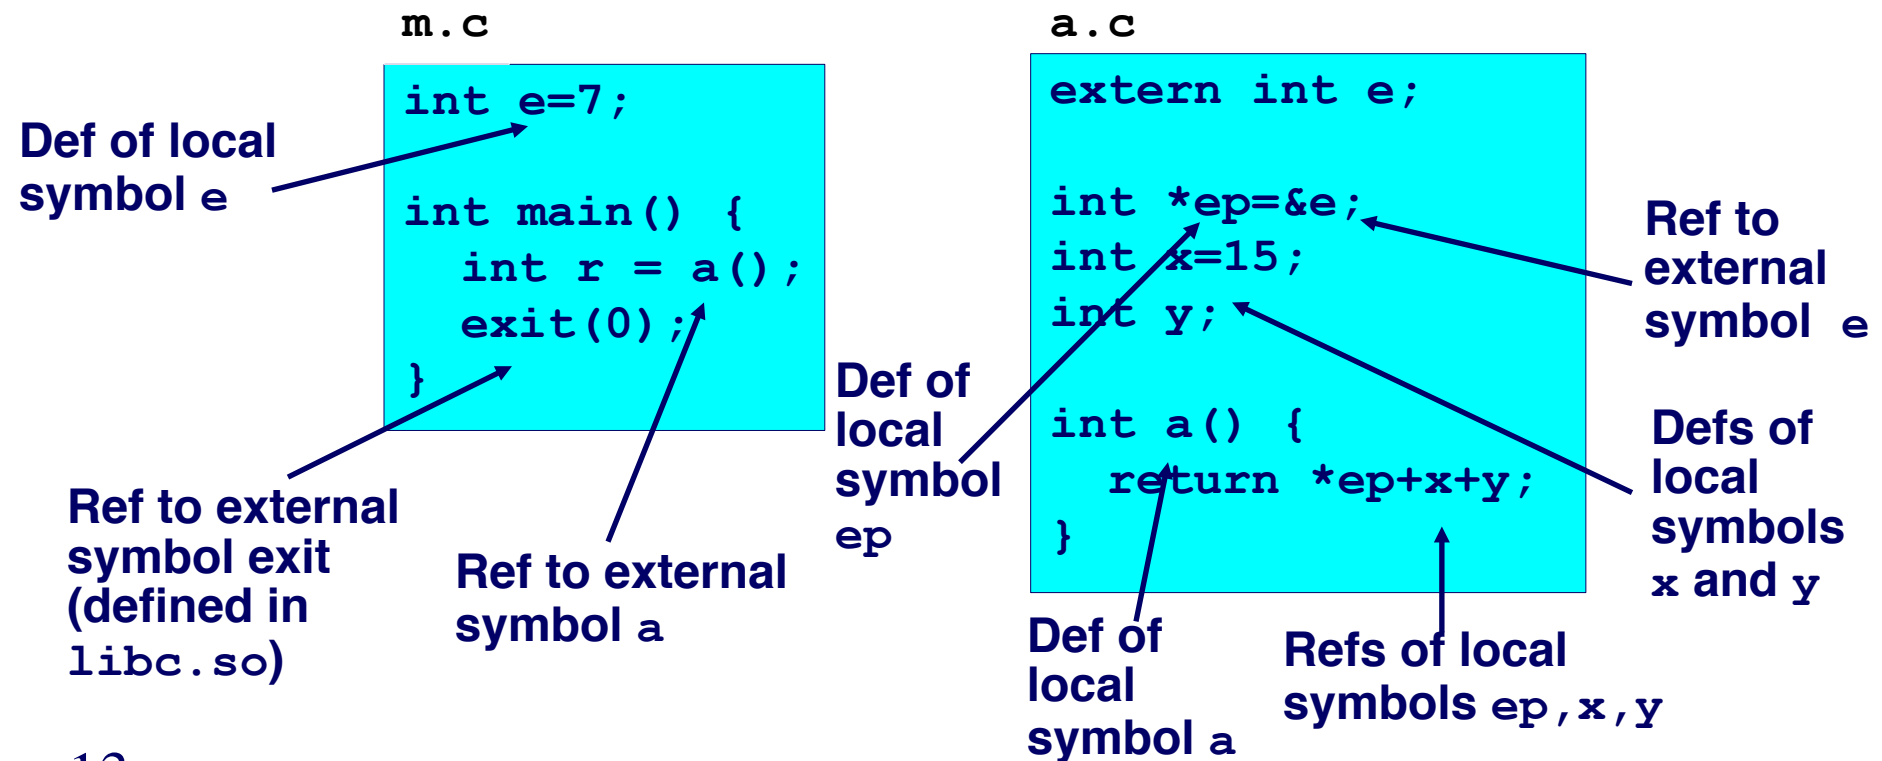 m.c
int e=7;
int main() {
int r = a();
exit(0);
}
Def of local
symbol e
Ref to external
symbol exit
(defined in
libc.so)
Ref to external
symbol a
a.c
extern int e;
int *ep=&e;
int x=15;
int y;
int a() {
return *ep+x+y;
}
Def of
local
symbol
ep
Ref to
external
symbol e
Defs of
local
symbols
x and y
Def of
local
symbol a
Refs of local
symbols ep,x,y